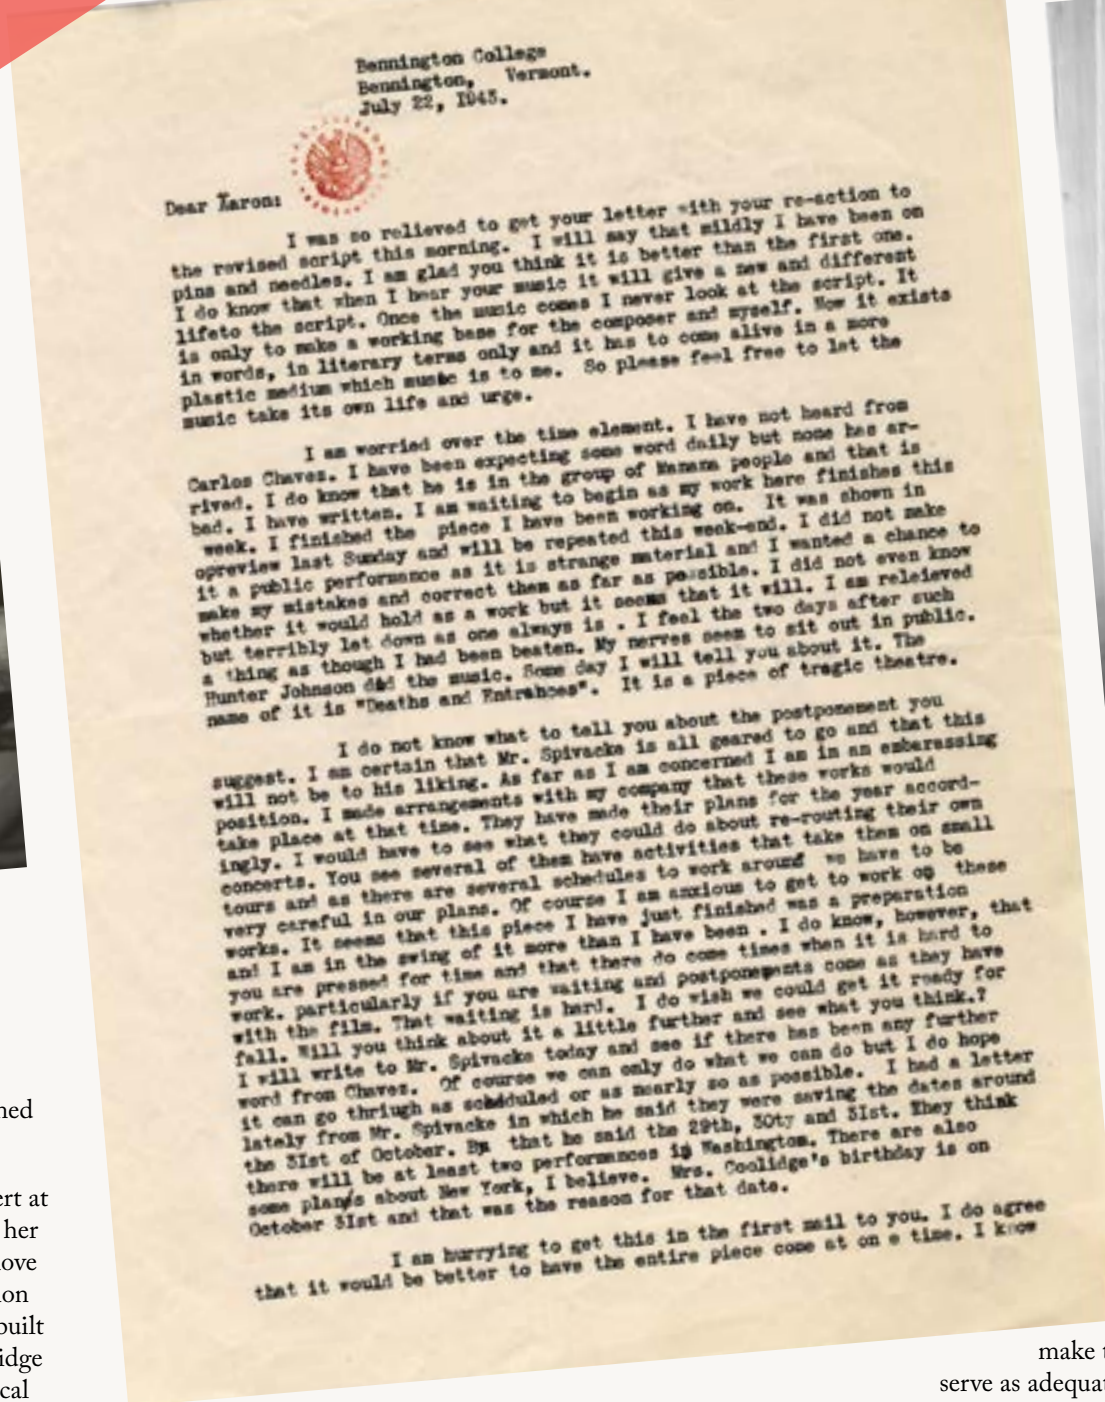 Bennington College
Bennington, Vermont.
July 22, 1943.
Dear Aaron:
I was so relieved to get your letter with your re-action to
the revised script this morning. I will say that mildly I have been on
pins and needles. I am glad you think it is better than the first one.
I do know that when I hear your music it will give a new and different
lifeto the script. Once the music comes I never look at the script. It
is only to make a working base for the composer and myself. Now it exists
in words, in literary terms only and it has to come alive in a more
plastic medium which music is to me. So please feel free to let the
music take its own life and urge.
I am worried over the time element. I have not heard from
Carlos Chavez. I have been expecting some word daily but none has ar-
rived. I do know that he is in the group of Manana people and that is
bad. I have written. I am waiting to begin as my work here finishes this
week. I finished the piece I have been working on. It was shown in
opreview last Sunday and will be repeated this week-end. I did not make
it a public performance as it is strange material and I wanted a chance to
make my mistakes and correct them as far as possible. I did not even know
whether it would hold as a work but it seems that it will. I am releieved
but terribly let down as one always is . I feel the two days after such
a thing as though I had been beaten. My nerves seem to sit out in public.
Hunter Johnson did the music. Some day I will tell you about it. The
name of it is "Deaths and Entrahces". It is a piece of tragic theatre.
I do not know what to tell you about the postponement you
suggest. I am certain that Mr. Spivacke is all geared to go and that this
will not be to his liking. As far as I am concerned I am in an embarassing
position. I made arrangements with my company that these works would
take place at that time. They have made their plans for the year accord-
ingly. I would have to see what they could do about re-routing their own
concerts. You see several of them have activities that take them on small
tours and as there are several schedules to work around we have to be
very careful in our plans. Of course I am anxious to get to work on these
works. It seems that this piece I have just finished was a preparation
and I am in the swing of it more than I have been . I do know, however, that
you are pressed for time and that there do come times when it is hard to
work. particularly if you are waiting and postponements come as they have
with the film. That waiting is hard. I do wish we could get it ready for
fall. Will you think about it a little further and see what you think.?
I will write to Mr. Spivacke today and see if there has been any further
word from Chavez. Of course we can only do what we can do but I do hope
it can go thriugh as scheduled or as nearly so as possible. I had a letter
lately from Mr. Spivacke in which he said they were saving the dates around
the 3Ist of October. By that he said the 29th, 30ty and 3Ist. They think
there will be at least two performances in Washington. There are also
some plans about New York, I believe. Mrs. Coolidge's birthday is on
October 3Ist and that was the reason for that date.
I am hurrying to get this in the first mail to you. I do agree
that it would be better to have the entire piece come at on e time. I know
ned
ert at
her
love
ion
built
idge
cal
make
serve as adequat